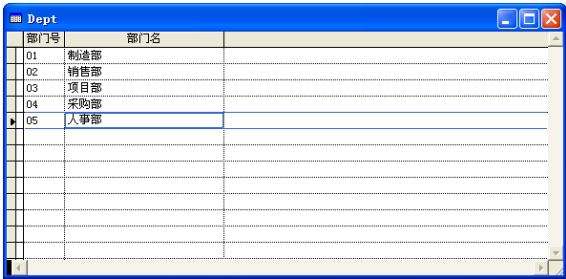 Dept
部门号 部门名
01 制造部
02 销售部
03 项目部
04 采购部
05 人事部